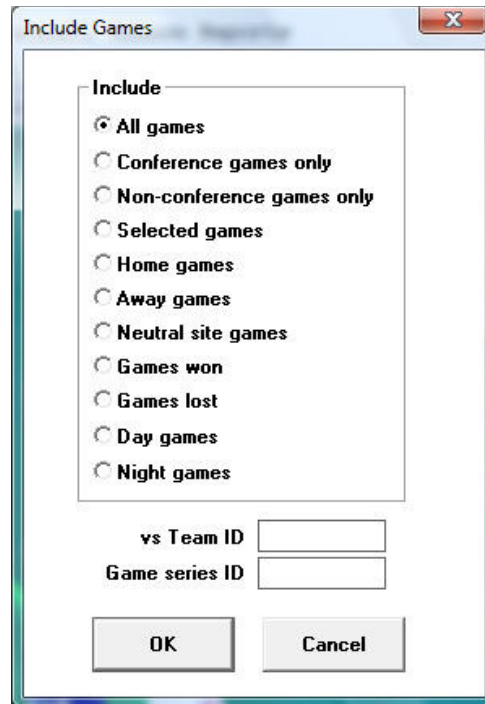 Include Games
Include
All games
Conference games only
Non-conference games only
Selected games
Home games
Away games
Neutral site games
Games won
Games lost
Day games
Night games
vs Team ID
Game series ID
OK
Cancel